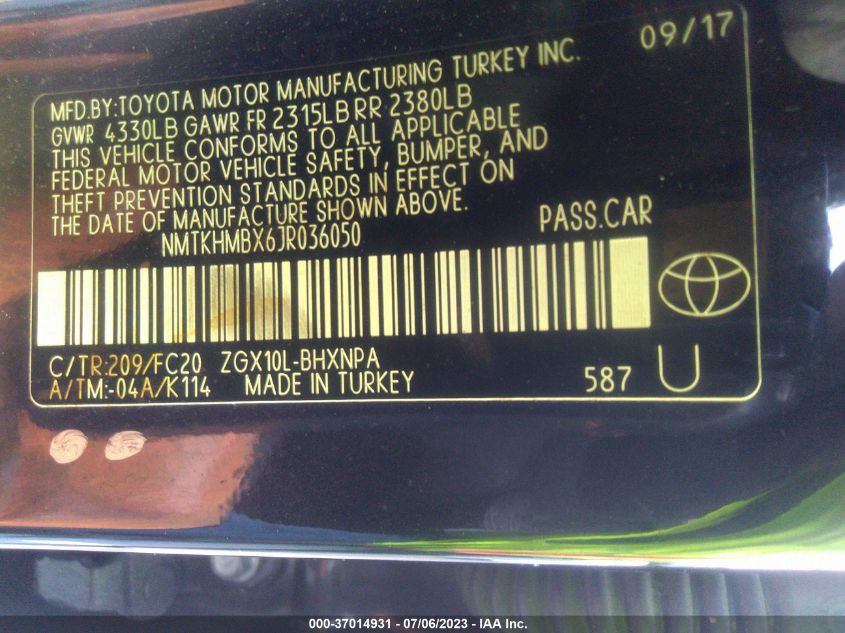 09/17
MFD.BY:TOYOTA MOTOR MANUFACTURING TURKEY INC.
GVWR 4330LB GAWR FR 2315LB RR 2380LB
THIS VEHICLE CONFORMS TO ALL APPLICABLE
FEDERAL MOTOR VEHICLE SAFETY, BUMPER, AND
THEFT PREVENTION STANDARDS IN EFFECT ON
THE DATE OF MANUFACTURE SHOWN ABOVE.
NMTKHMBX6JR036050 PASS.CAR
C/TR:209/FC20 ZGX10L-BHXNPA
A/TM:-04A/K114 MADE IN TURKEY 587 U
000-37014931 - 07/06/2023 - © IAA Inc.